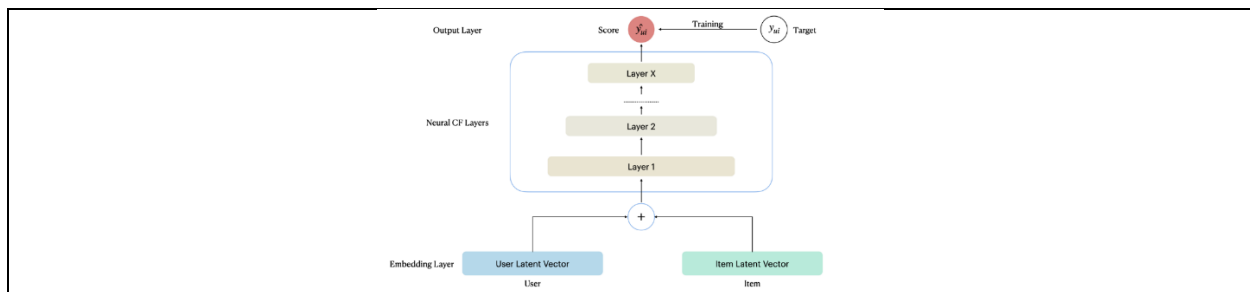 Output Layer Score ŷui Training yui Target
Layer X
Neural CF Layers Layer 2
Layer 1
+
Embedding Layer User Latent Vector Item Latent Vector
User Item